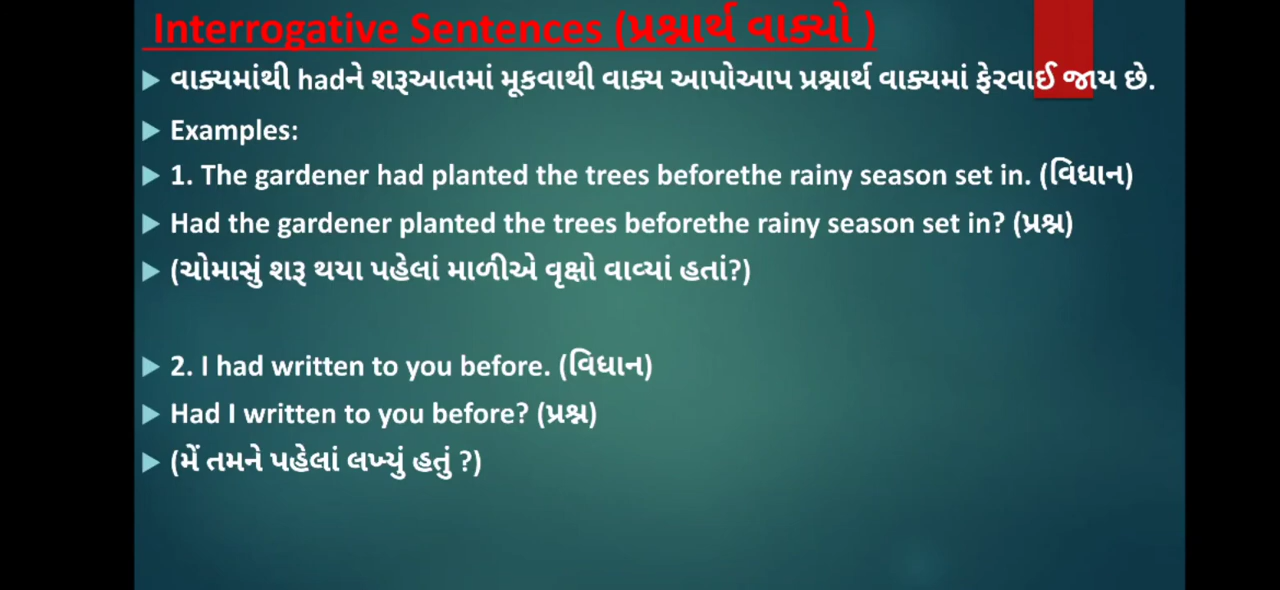 Interrogative Sentences (પ્રશ્નાર્થ વાક્યો )
વાક્યમાંથી hadને શરૂઆતમાં મૂકવાથી વાક્ય આપોઆપ પ્રશ્નાર્થ વાક્યમાં ફેરવાઈ જાય છે.
Examples:
1. The gardener had planted the trees beforethe rainy season set in. (વિધાન)
Had the gardener planted the trees beforethe rainy season set in? (પ્રશ્ન)
(ચોમાસું શરૂ થયા પહેલાં માળીએ વૃક્ષો વાવ્યાં હતાં?)
2. I had written to you before. (વિધાન)
Had I written to you before? (પ્રશ્ન)
(મેં તમને પહેલાં લખ્યું હતું ?)